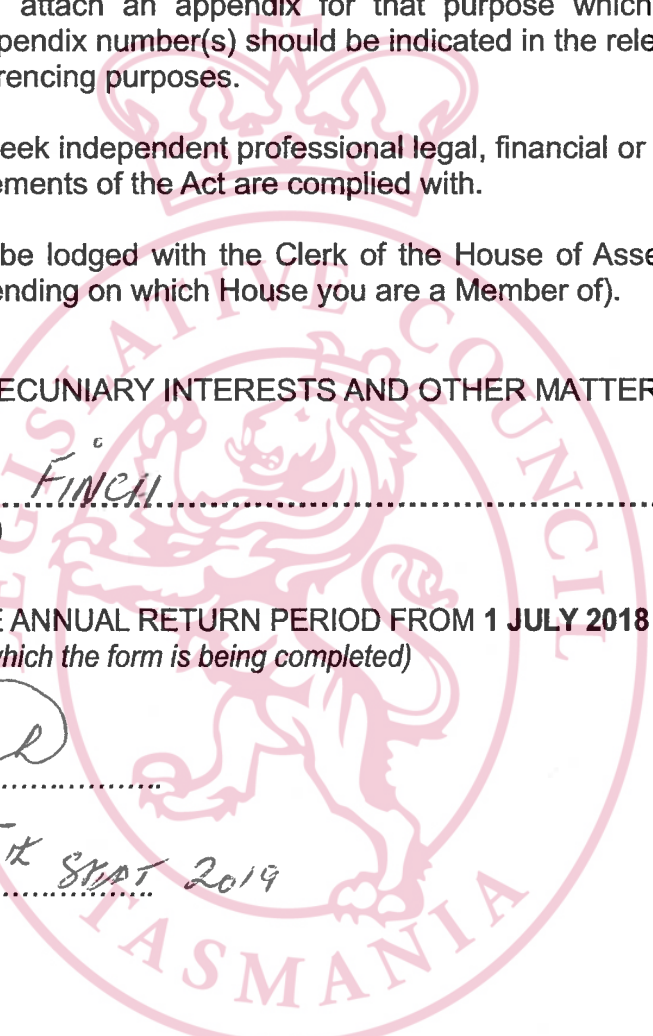 attach an appendix for that purpose which
pendix number(s) should be indicated in the rele
rencing purposes.
eek independent professional legal, financial or
ements of the Act are complied with.
be lodged with the Clerk of the House of Asse
ending on which House you are a Member of).
ECUNIARY INTERESTS AND OTHER MATTER
FINCH
)
E ANNUAL RETURN PERIOD FROM 1 JULY 2018
which the form is being completed)
SEPT 2019
LEGISLATIVE COUNCIL
TASMANIA